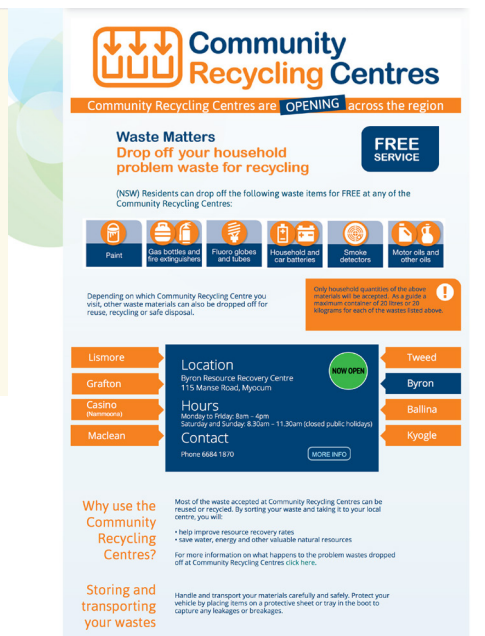 Community
Recycling Centres
Community Recycling Centres are OPENING across the region
Waste Matters
Drop off your household
problem waste for recycling
FREE
SERVICE
(NSW) Residents can drop off the following waste items for FREE at any of the
Community Recycling Centres:
Paint
Gas bottles and
fire extinguishers
Fluoro globes
and tubes
Household and
car batteries
Smoke
detectors
Motor oils and
other oils
Depending on which Community Recycling Centre you
visit, other waste materials can also be dropped off for
reuse, recycling or safe disposal.
Only household quantities of the above
materials will be accepted. As a guide a
maximum container of 20 litres or 20
kilograms for each of the wastes listed above.
Lismore
Grafton
Casino
(Nammoona)
Maclean
Location
Byron Resource Recovery Centre
115 Manse Road, Myocum
NOW OPEN
Hours
Monday to Friday: 8am – 4pm
Saturday and Sunday: 8.30am – 11.30am (closed public holidays)
Contact
Phone 6684 1870
MORE INFO
Tweed
Byron
Ballina
Kyogle
Why use the
Community
Recycling
Centres?
Most of the waste accepted at Community Recycling Centres can be
reused or recycled. By sorting your waste and taking it to your local
centre, you will:
• help improve resource recovery rates
• save water, energy and other valuable natural resources
For more information on what happens to the problem wastes dropped
off at Community Recycling Centres click here.
Storing and
transporting
your wastes
Handle and transport your materials carefully and safely. Protect your
vehicle by placing items on a protective sheet or tray in the boot to
capture any leakages or breakages.